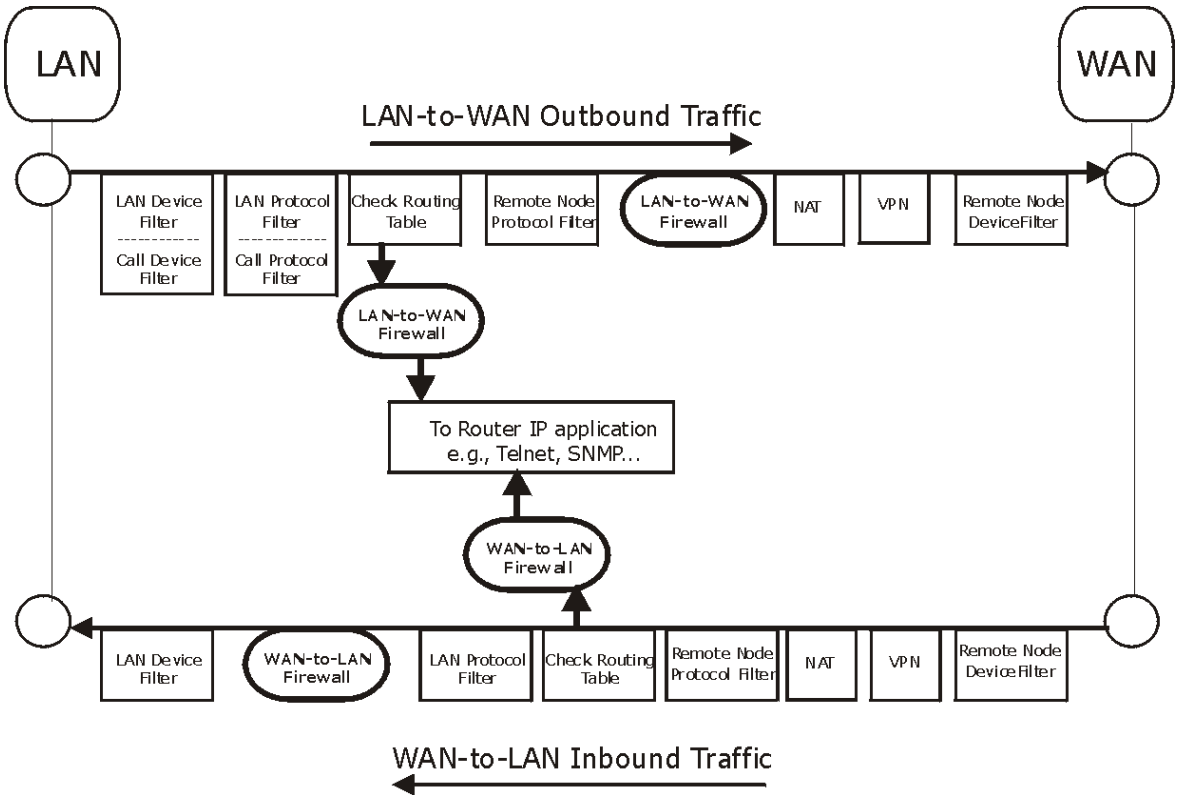 LAN
WAN
LAN-to-WAN Outbound Traffic
LAN Device
Filter
Call Device
Filter
LAN Protocol
Filter
Call Protocol
Filter
Check Routing
Table
Remote Node
Protocol Filter
LAN-to-WAN
Firewall
NAT
VPN
Remote Node
DeviceFilter
LAN-to-WAN
Firewall
To Router IP application
e.g., Telnet, SNMP...
WAN-to-LAN
Firewall
LAN Device
Filter
WAN-to-LAN
Firewall
LAN Protocol
Filter
Check Routing
Table
Remote Node
Protocol Filter
NAT
VPN
Remote Node
DeviceFilter
WAN-to-LAN Inbound Traffic